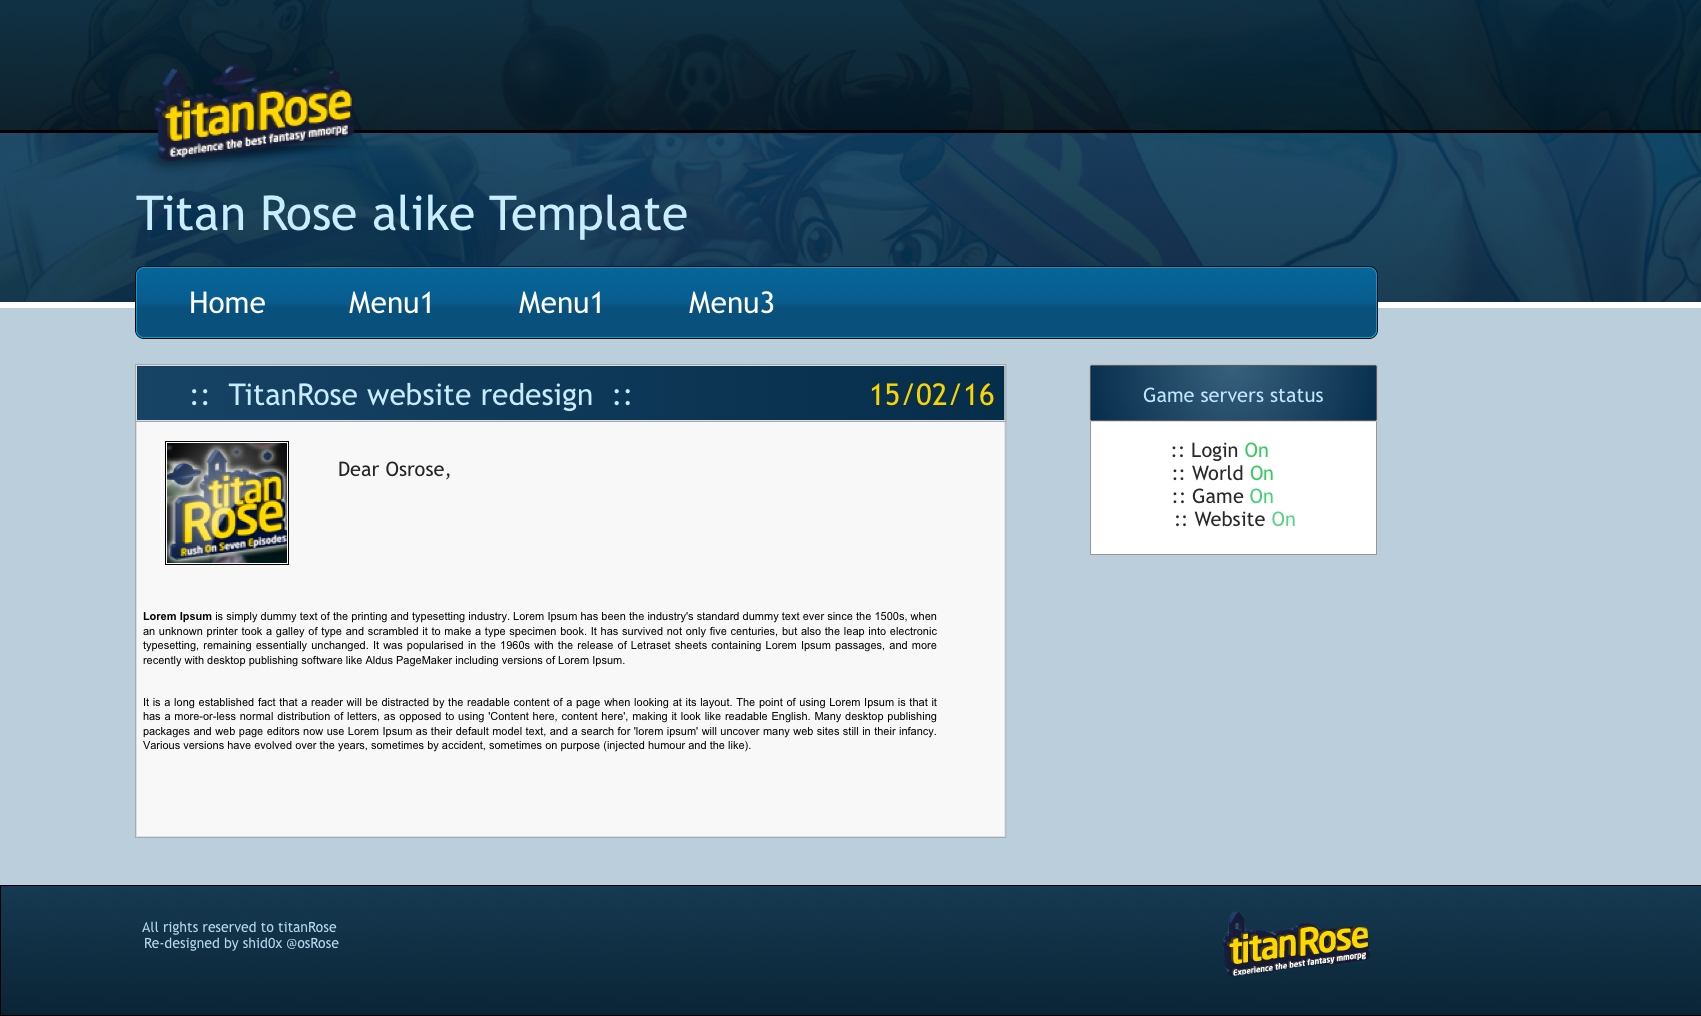 titanRose
Experience the best fantasy mmorpg
Titan Rose alike Template
Home Menu1 Menu1 Menu3
:: TitanRose website redesign :: 15/02/16
titan
Rose
Rush On Seven Episodes
Dear Osrose,
Lorem Ipsum is simply dummy text of the printing and typesetting industry. Lorem Ipsum has been the industry's standard dummy text ever since the 1500s, when
an unknown printer took a galley of type and scrambled it to make a type specimen book. It has survived not only five centuries, but also the leap into electronic
typesetting, remaining essentially unchanged. It was popularised in the 1960s with the release of Letraset sheets containing Lorem Ipsum passages, and more
recently with desktop publishing software like Aldus PageMaker including versions of Lorem Ipsum.
It is a long established fact that a reader will be distracted by the readable content of a page when looking at its layout. The point of using Lorem Ipsum is that it
has a more-or-less normal distribution of letters, as opposed to using 'Content here, content here', making it look like readable English. Many desktop publishing
packages and web page editors now use Lorem Ipsum as their default model text, and a search for 'lorem ipsum' will uncover many web sites still in their infancy.
Various versions have evolved over the years, sometimes by accident, sometimes on purpose (injected humour and the like).
Game servers status
:: Login On
:: World On
:: Game On
:: Website On
All rights reserved to titanRose
Re-designed by shid0x @osRose
titanRose
Experience the best fantasy mmorpg